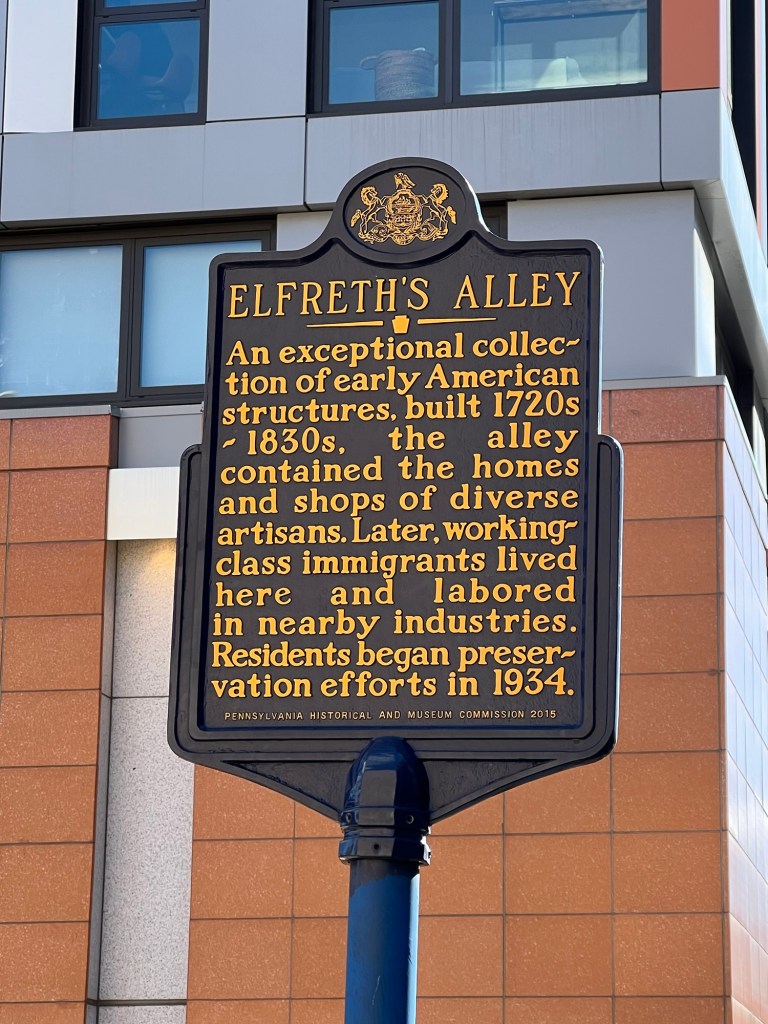 ELFRETH'S ALLEY
An exceptional collec-
tion of early American
structures, built 1720s
- 1830s, the alley
contained the homes
and shops of diverse
artisans. Later, working-
class immigrants lived
here and labored
in nearby industries.
Residents began preser-
vation efforts in 1934.
PENNSYLVANIA HISTORICAL AND MUSEUM COMMISSION 2015